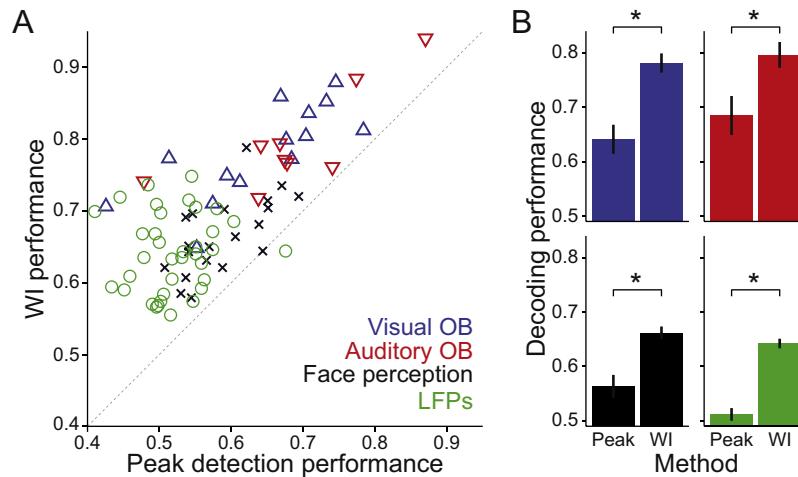 A
WI performance
0.9
0.8
0.7
0.6
0.5
0.4
0.4 0.5 0.6 0.7 0.8 0.9
Peak detection performance
Visual OB
Auditory OB
Face perception
LFPs
B
Decoding performance
* *
0.8
0.7
0.6
0.5
* *
0.8
0.7
0.6
0.5
Peak WI Peak WI
Method